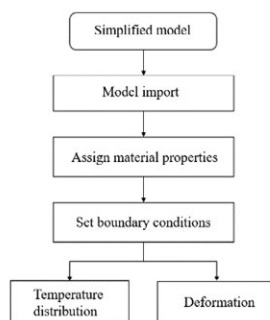 Simplified model
Model import
Assign material properties
Set boundary conditions
Temperature
distribution
Deformation